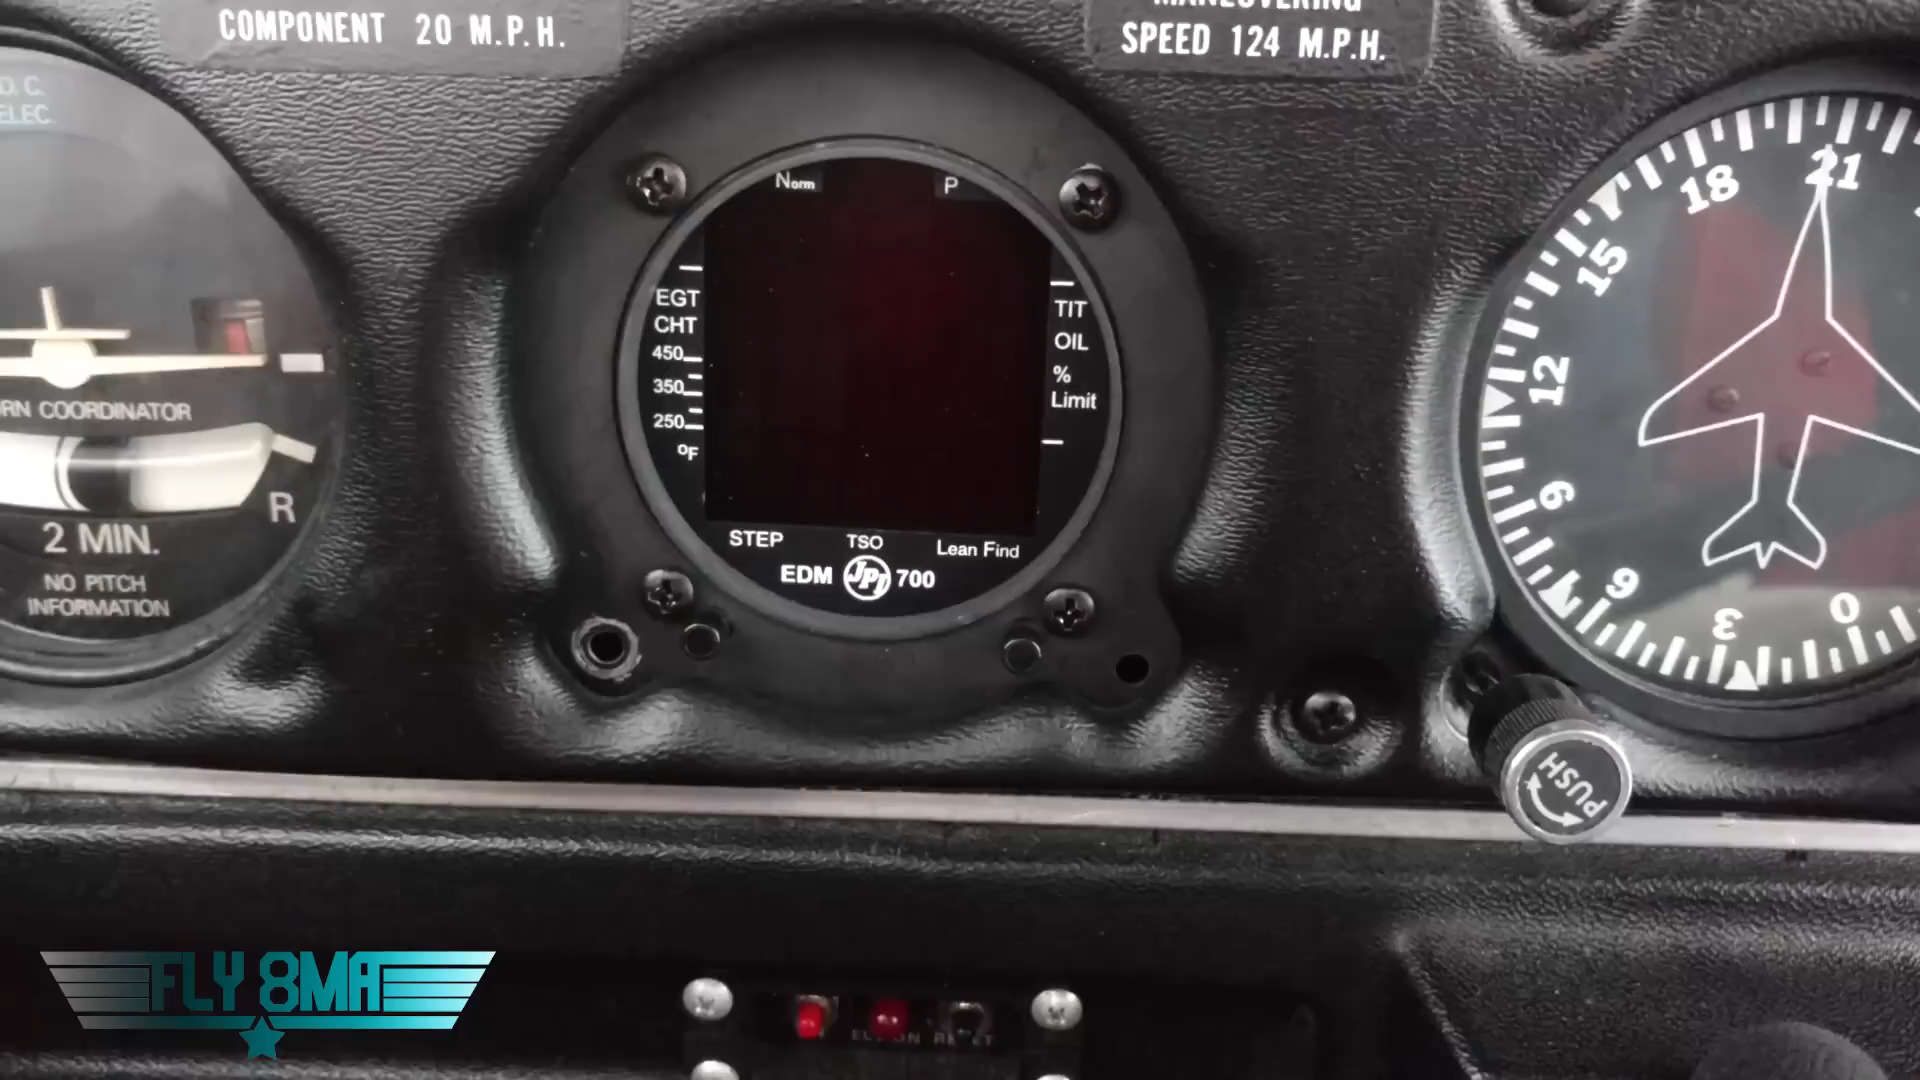 COMPONENT 20 M.P.H.
MANEUVERING
SPEED 124 M.P.H.
D.C.
ELEC.
RN COORDINATOR
R
2 MIN.
NO PITCH
INFORMATION
Norm
P
EGT
CHT
450
350
250
°F
TIT
OIL
%
Limit
STEP
TSO
Lean Find
EDM JPI 700
21
18
15
12
9
6
3
0
PUSH
FLY 8MA